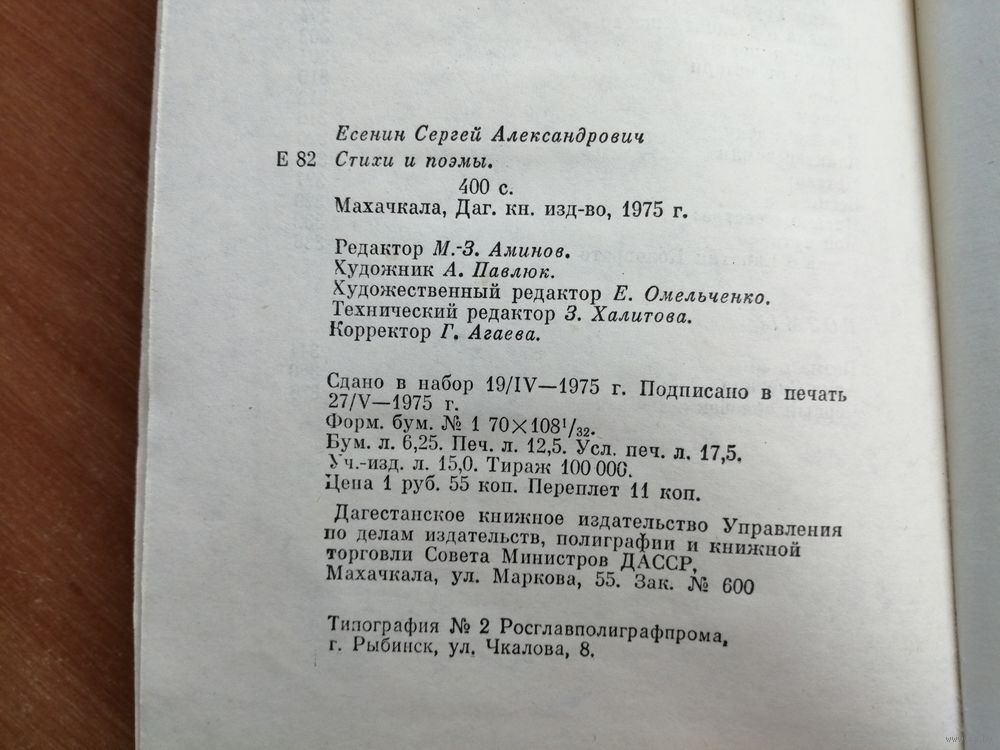 Есенин Сергей Александрович
Е 82 Стихи и поэмы.
400 с.
Махачкала, Даг. кн. изд-во, 1975 г.
Редактор М.-З. Аминов.
Художник А. Павлюк.
Художественный редактор Е. Омельченко.
Технический редактор З. Халитова.
Корректор Г. Агаева.
Сдано в набор 19/IV—1975 г. Подписано в печать
27/V—1975 г.
Форм. бум. № 1 70×108¹/₃₂.
Бум. л. 6,25. Печ. л. 12,5. Усл. печ. л. 17,5.
Уч.-изд. л. 15,0. Тираж 100 000.
Цена 1 руб. 55 коп. Переплет 11 коп.
Дагестанское книжное издательство Управления
по делам издательств, полиграфии и книжной
торговли Совета Министров ДАССР,
Махачкала, ул. Маркова, 55. Зак. № 600
Типография № 2 Росглавполиграфпрома,
г. Рыбинск, ул. Чкалова, 8.